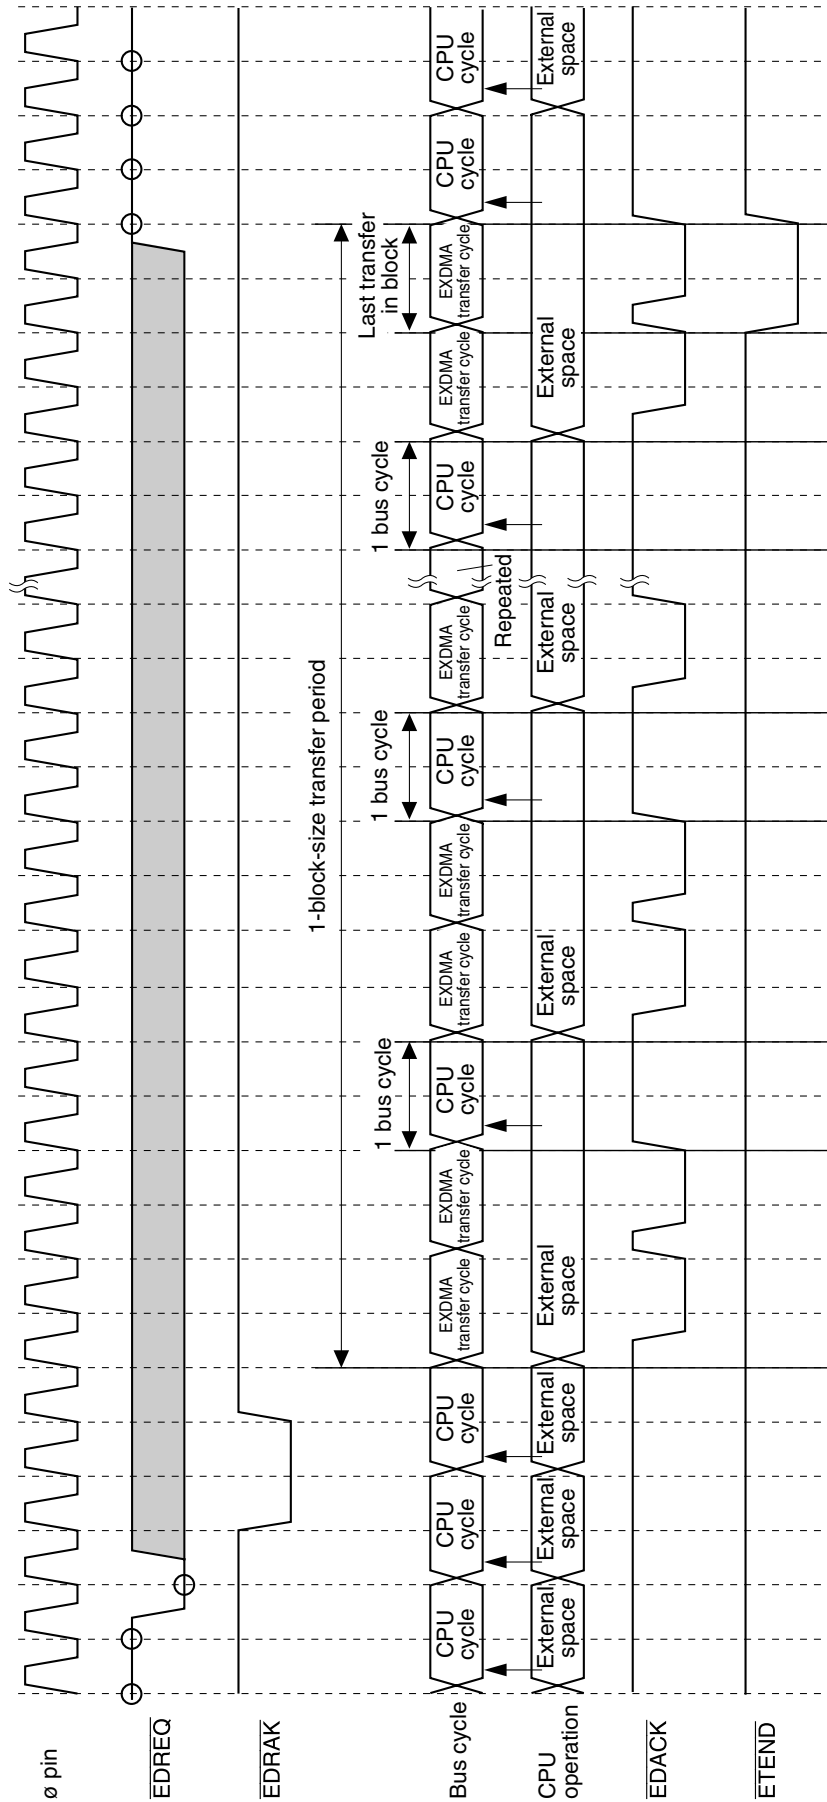 ø pin
EDREQ
EDRAK
1-block-size transfer period
1 bus cycle
1 bus cycle
1 bus cycle
Last transfer
in block
Bus cycle
CPU
cycle
CPU
cycle
CPU
cycle
EXDMA
transfer cycle
EXDMA
transfer cycle
CPU
cycle
EXDMA
transfer cycle
EXDMA
transfer cycle
CPU
cycle
EXDMA
transfer cycle
CPU
cycle
EXDMA
transfer cycle
EXDMA
transfer cycle
CPU
cycle
CPU
cycle
Repeated
CPU
operation
External
space
External
space
External
space
External
space
External
space
External
space
External
space
External
space
EDACK
ETEND